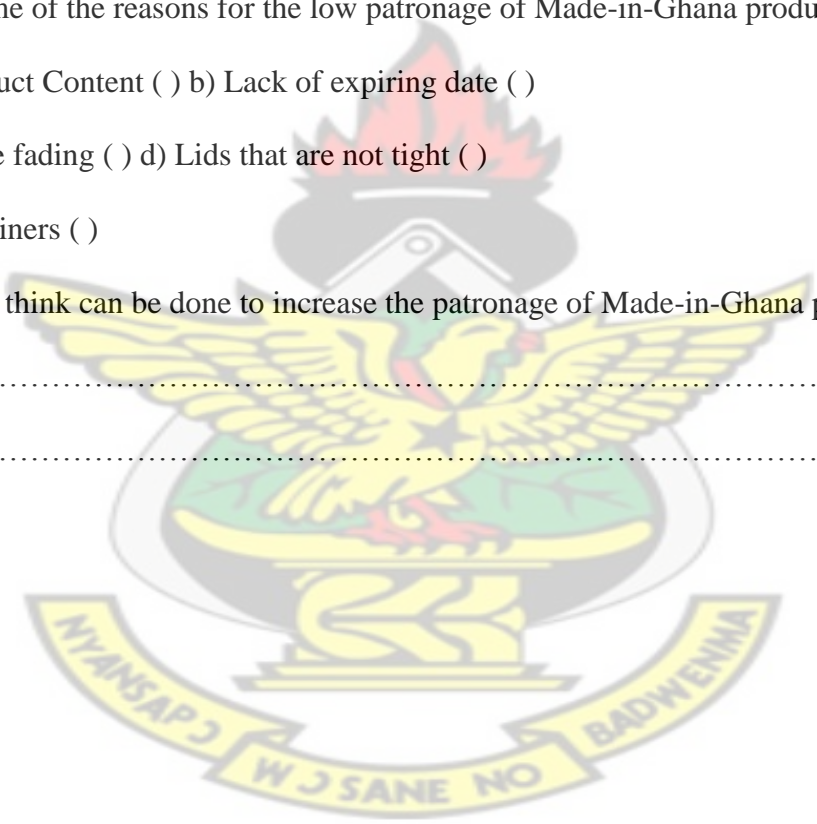 ne of the reasons for the low patronage of Made-in-Ghana produ
uct Content ( ) b) Lack of expiring date ( )
e fading ( ) d) Lids that are not tight ( )
iners ( )
think can be done to increase the patronage of Made-in-Ghana p
……………………………………………………………………
……………………………………………………………………
NYANSAPƆ WƆSANE NO BADWENMA